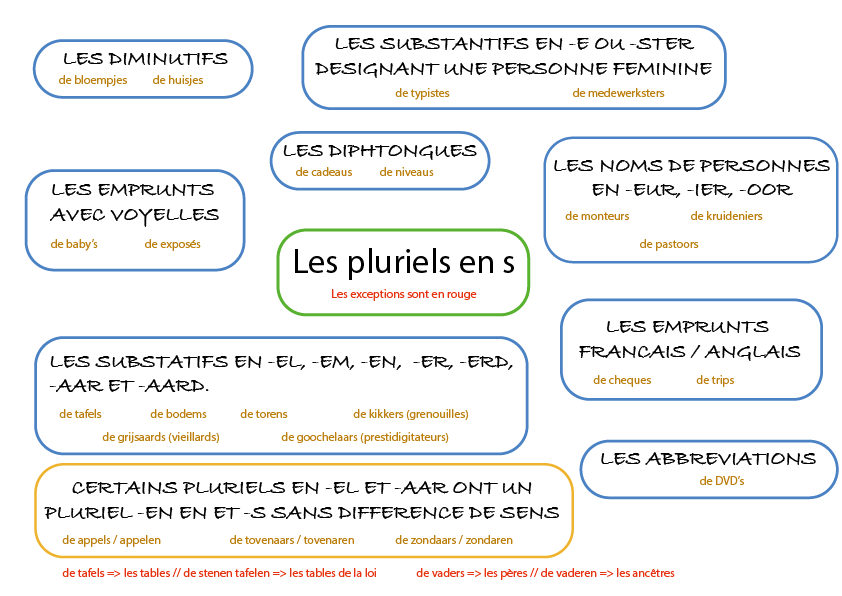 LES DIMINUTIFS
de bloempjes de huisjes
LES SUBSTANTIFS EN -E OU -STER
DESIGNANT UNE PERSONNE FEMININE
de typistes de medewerksters
LES DIPHTONGUES
de cadeaus de niveaus
LES EMPRUNTS
AVEC VOYELLES
de baby's de exposés
LES NOMS DE PERSONNES
EN -EUR, -IER, -OOR
de monteurs de kruideniers
de pastoors
Les pluriels en s
Les exceptions sont en rouge
LES EMPRUNTS
FRANCAIS / ANGLAIS
de cheques de trips
LES SUBSTATIFS EN -EL, -EM, -EN, -ER, -ERD,
-AAR ET -AARD.
de tafels de bodems de torens de kikkers (grenouilles)
de grijsaards (vieillards) de goochelaars (prestidigitateurs)
LES ABBREVIATIONS
de DVD's
CERTAINS PLURIELS EN -EL ET -AAR ONT UN
PLURIEL -EN EN ET -S SANS DIFFERENCE DE SENS
de appels / appelen de tovenaars / tovenaren de zondaars / zondaren
de tafels => les tables // de stenen tafelen => les tables de la loi de vaders => les pères // de vaderen => les ancêtres